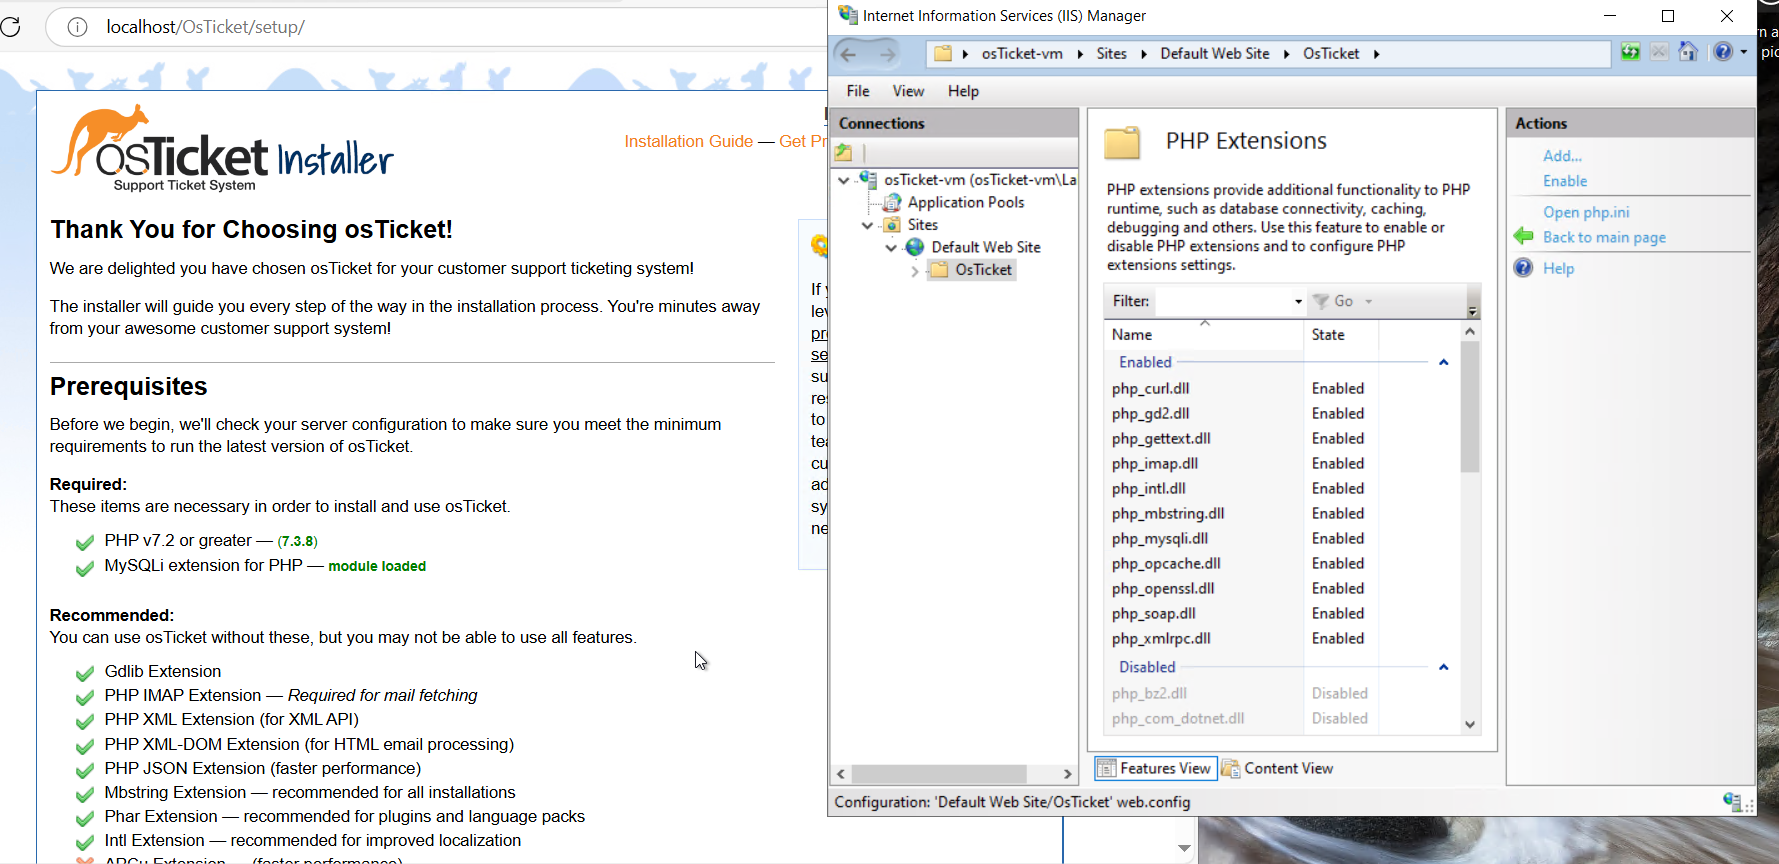 localhost/OsTicket/setup/
osTicket Installer
Support Ticket System
Installation Guide — Get Pr
Thank You for Choosing osTicket!
We are delighted you have chosen osTicket for your customer support ticketing system!
The installer will guide you every step of the way in the installation process. You're minutes away
from your awesome customer support system!
Prerequisites
Before we begin, we'll check your server configuration to make sure you meet the minimum
requirements to run the latest version of osTicket.
Required:
These items are necessary in order to install and use osTicket.
PHP v7.2 or greater — (7.3.8)
MySQLi extension for PHP — module loaded
Recommended:
You can use osTicket without these, but you may not be able to use all features.
Gdlib Extension
PHP IMAP Extension — Required for mail fetching
PHP XML Extension (for XML API)
PHP XML-DOM Extension (for HTML email processing)
PHP JSON Extension (faster performance)
Mbstring Extension — recommended for all installations
Phar Extension — recommended for plugins and language packs
Intl Extension — recommended for improved localization
APCu Extension — (faster performance)
If y
lev
pr
se
su
re
to
tea
cu
ad
sy
ne
Internet Information Services (IIS) Manager
osTicket-vm Sites Default Web Site OsTicket
File View Help
Connections
osTicket-vm (osTicket-vm\La
Application Pools
Sites
Default Web Site
OsTicket
PHP Extensions
PHP extensions provide additional functionality to PHP
runtime, such as database connectivity, caching,
debugging and others. Use this feature to enable or
disable PHP extensions and to configure PHP
extensions settings.
Filter: Go
Name State
Enabled
php_curl.dll Enabled
php_gd2.dll Enabled
php_gettext.dll Enabled
php_imap.dll Enabled
php_intl.dll Enabled
php_mbstring.dll Enabled
php_mysqli.dll Enabled
php_opcache.dll Enabled
php_openssl.dll Enabled
php_soap.dll Enabled
php_xmlrpc.dll Enabled
Disabled
php_bz2.dll Disabled
php_com_dotnet.dll Disabled
Features View Content View
Configuration: 'Default Web Site/OsTicket' web.config
Actions
Add...
Enable
Open php.ini
Back to main page
Help
n a
pic